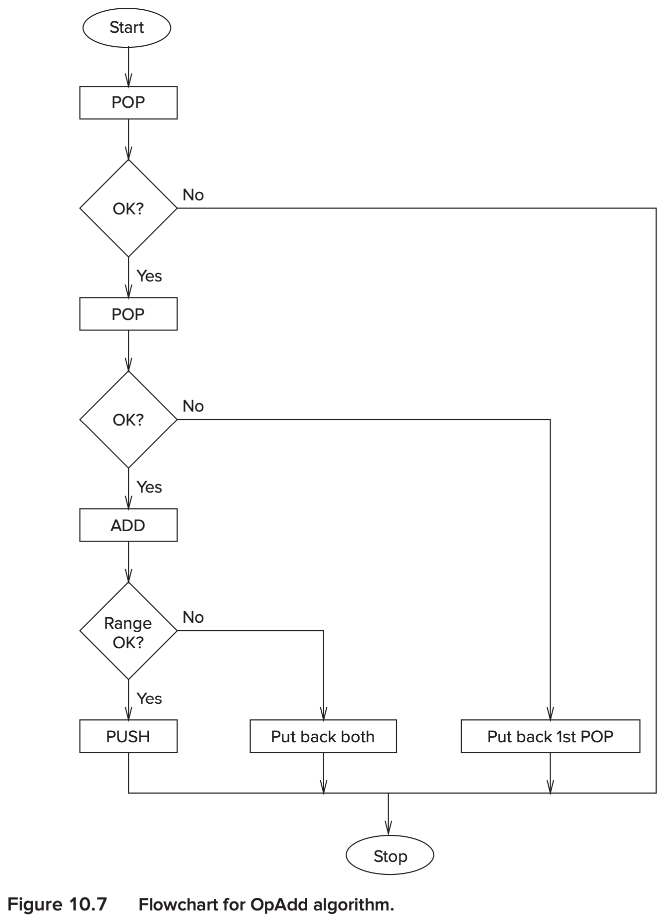 Start
POP
OK?
No
Yes
POP
OK?
No
Yes
ADD
Range
OK?
No
Yes
PUSH
Put back both
Put back 1st POP
Stop
Figure 10.7 Flowchart for OpAdd algorithm.